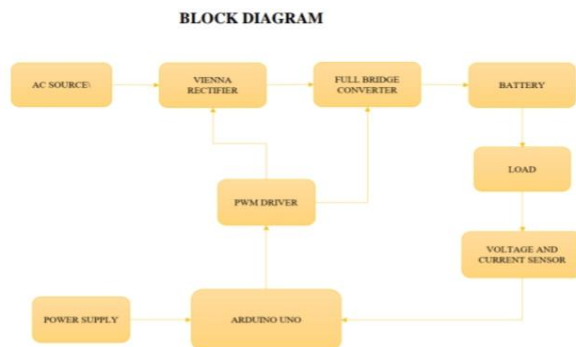 BLOCK DIAGRAM
AC SOURCE\
VIENNA
RECTIFIER
FULL BRIDGE
CONVERTER
BATTERY
LOAD
PWM DRIVER
VOLTAGE AND
CURRENT SENSOR
POWER SUPPLY
ARDUINO UNO